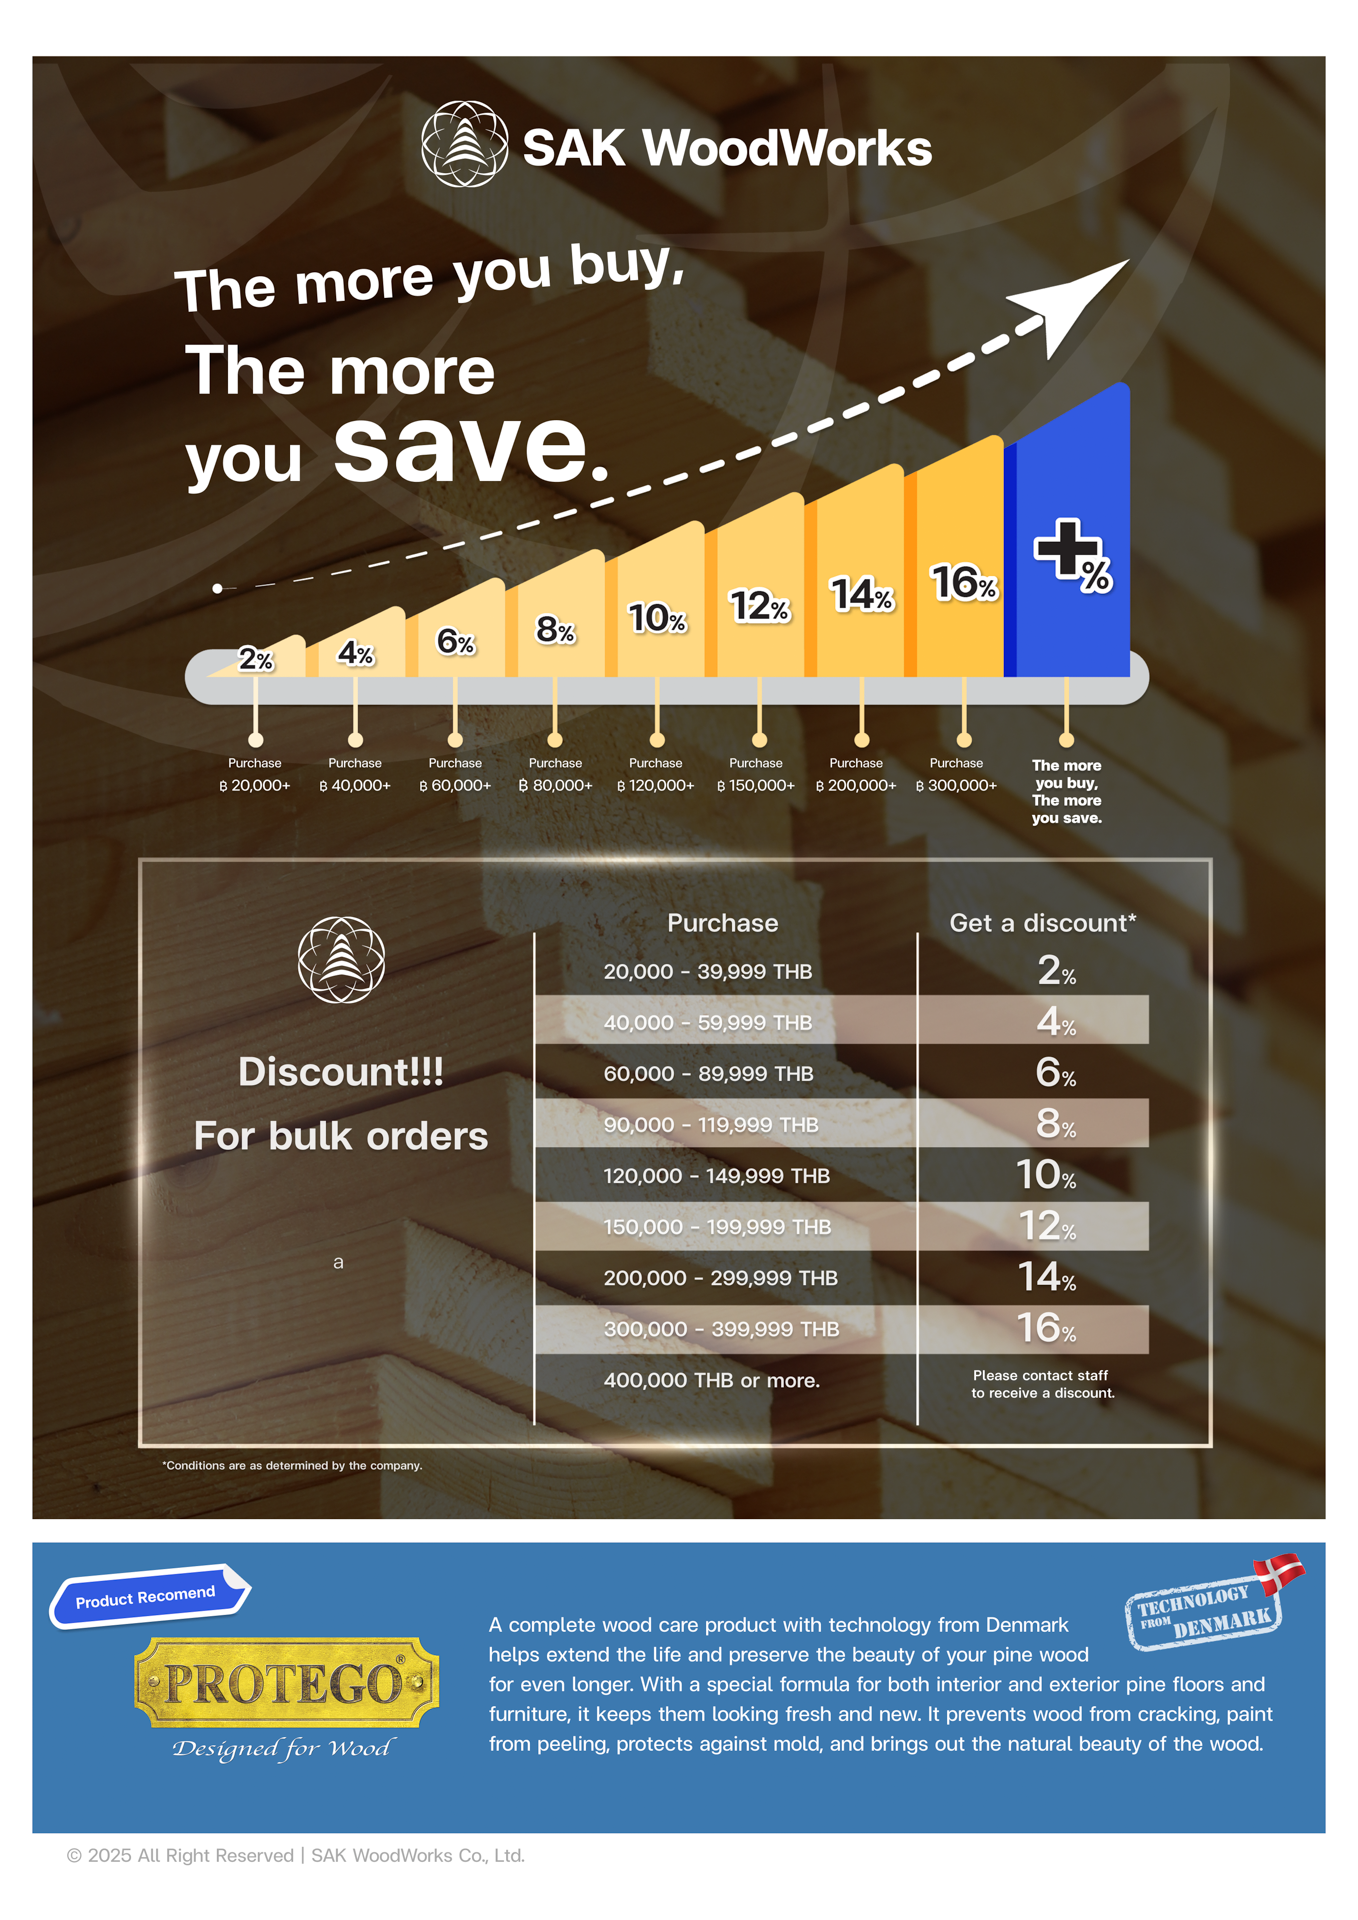 SAK WoodWorks
The more you buy,
The more
you save.
2%
4%
6%
8%
10%
12%
14%
16%
+%
Purchase
฿ 20,000+
Purchase
฿ 40,000+
Purchase
฿ 60,000+
Purchase
฿ 80,000+
Purchase
฿ 120,000+
Purchase
฿ 150,000+
Purchase
฿ 200,000+
Purchase
฿ 300,000+
The more
you buy,
The more
you save.
Discount!!!
For bulk orders
a
Purchase Get a discount*
20,000 - 39,999 THB 2%
40,000 - 59,999 THB 4%
60,000 - 89,999 THB 6%
90,000 - 119,999 THB 8%
120,000 - 149,999 THB 10%
150,000 - 199,999 THB 12%
200,000 - 299,999 THB 14%
300,000 - 399,999 THB 16%
400,000 THB or more. Please contact staff
to receive a discount.
*Conditions are as determined by the company.
Product Recomend
PROTEGO®
Designed for Wood
TECHNOLOGY
FROM DENMARK
A complete wood care product with technology from Denmark
helps extend the life and preserve the beauty of your pine wood
for even longer. With a special formula for both interior and exterior pine floors and
furniture, it keeps them looking fresh and new. It prevents wood from cracking, paint
from peeling, protects against mold, and brings out the natural beauty of the wood.
© 2025 All Right Reserved | SAK WoodWorks Co., Ltd.